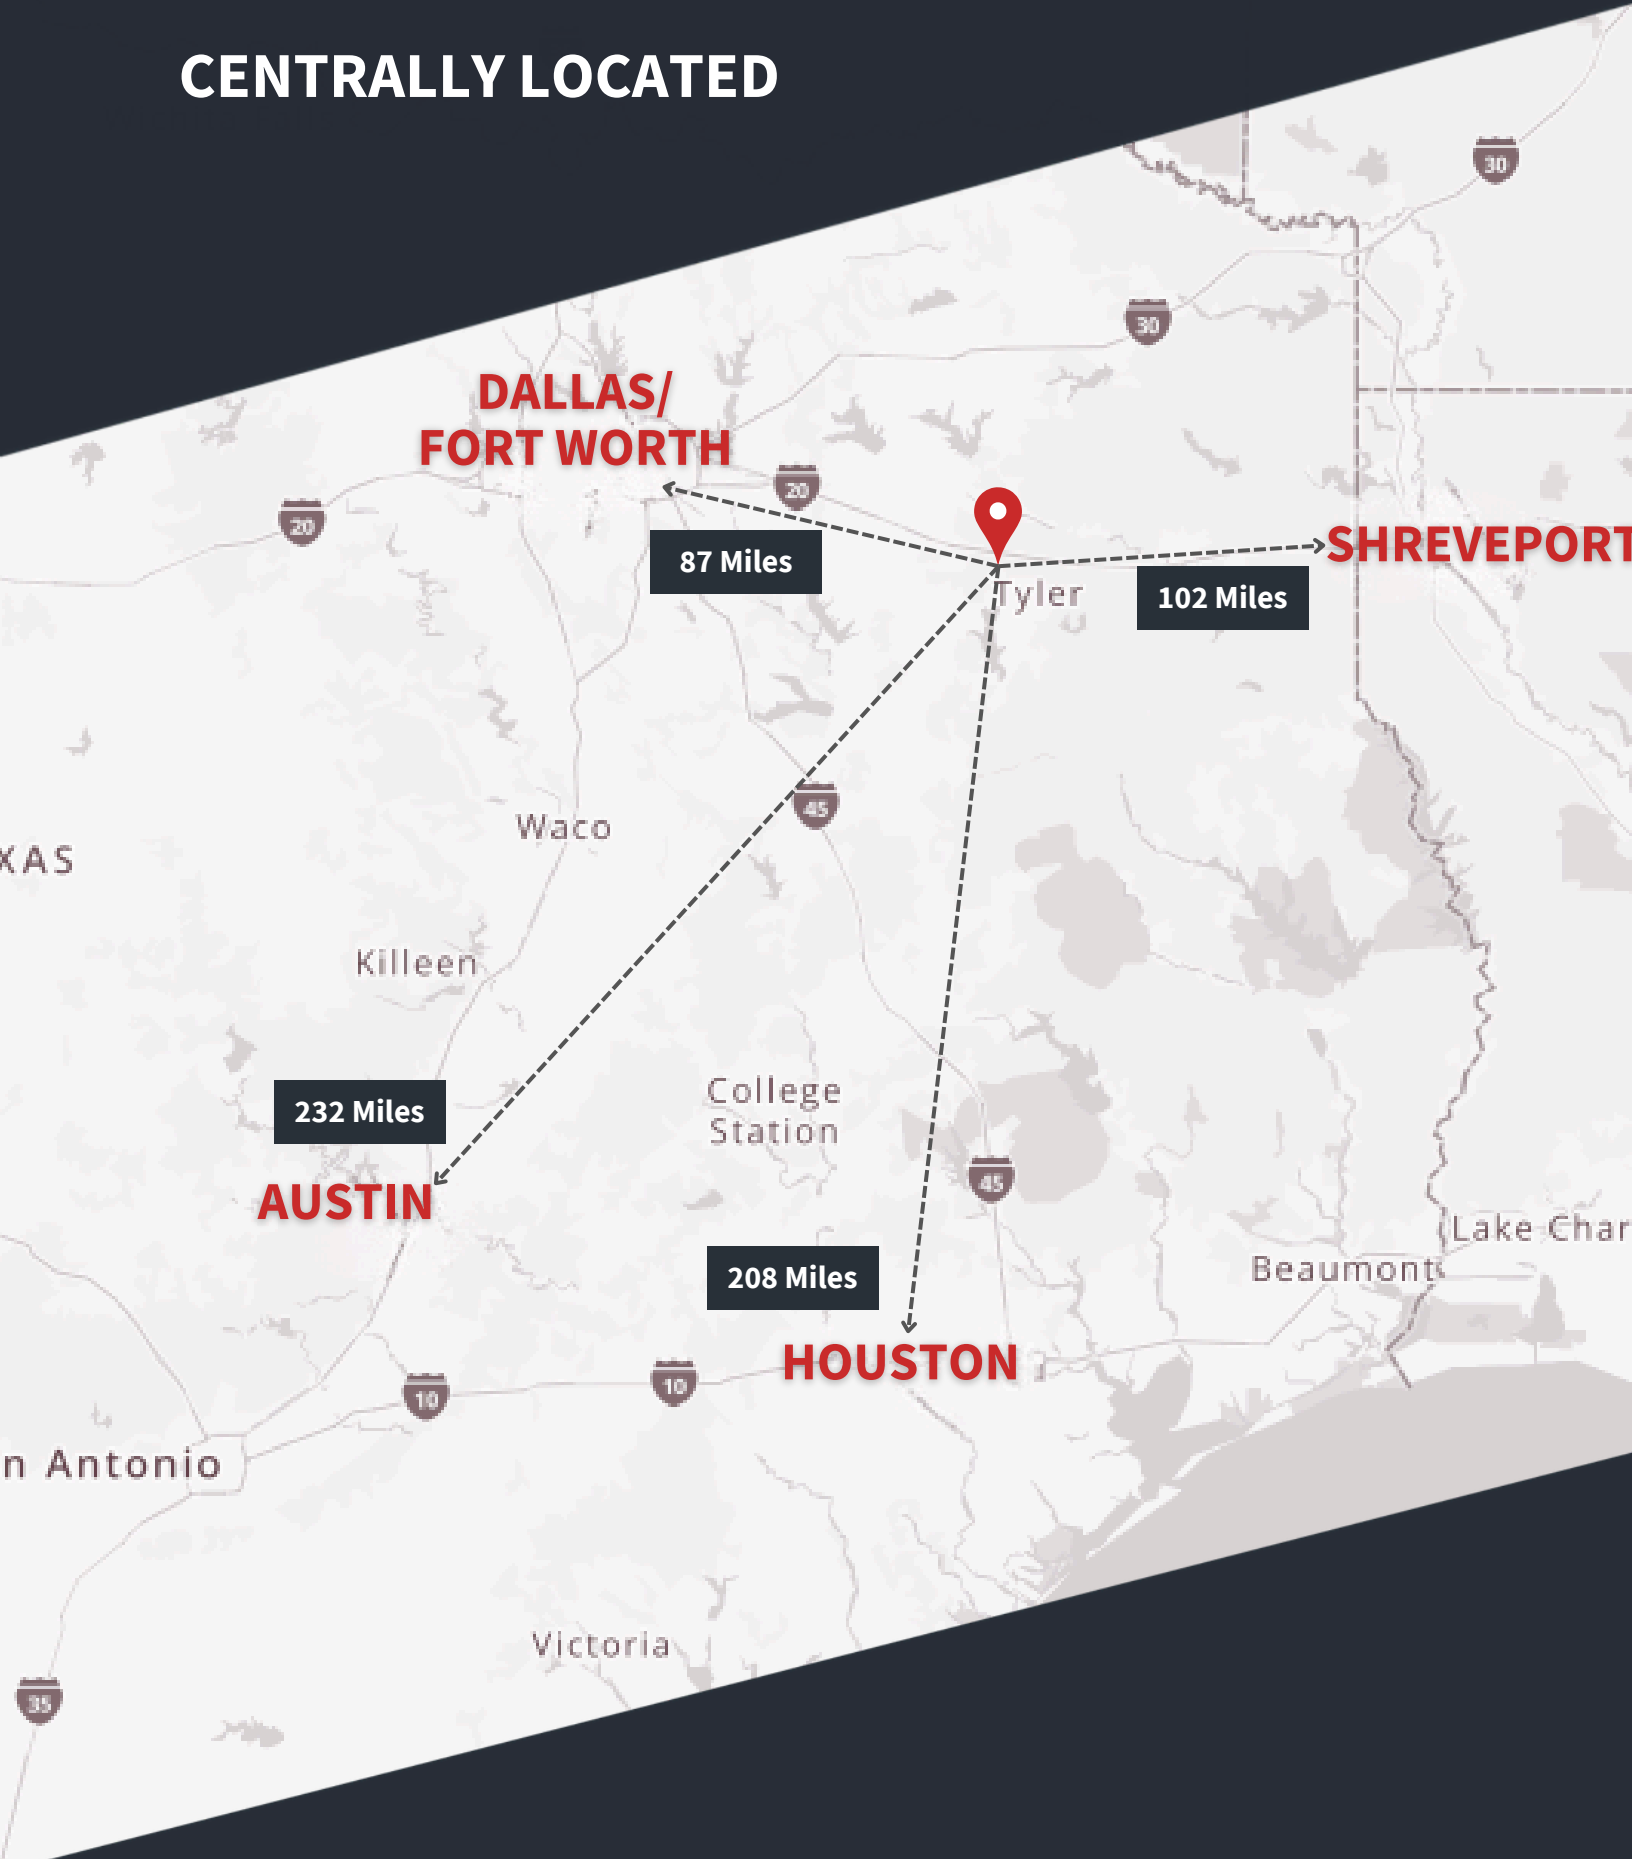 CENTRALLY LOCATED
30
30
DALLAS/
FORT WORTH
20
20
SHREVEPORT
87 Miles
Tyler
102 Miles
45
Waco
XAS
Killeen
College
Station
232 Miles
45
AUSTIN
Lake Char
Beaumont
208 Miles
HOUSTON
10
10
n Antonio
Victoria
35